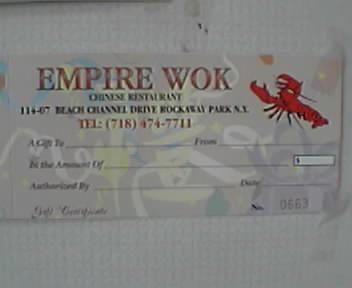 EMPIRE WOK
CHINESE RESTAURANT
114-07 BEACH CHANNEL DRIVE ROCKAWAY PARK N.Y.
TEL: (718) 474-7711
A Gift To From
In the Amount Of $
Authorized By Date
Gift Certificate No. 0663